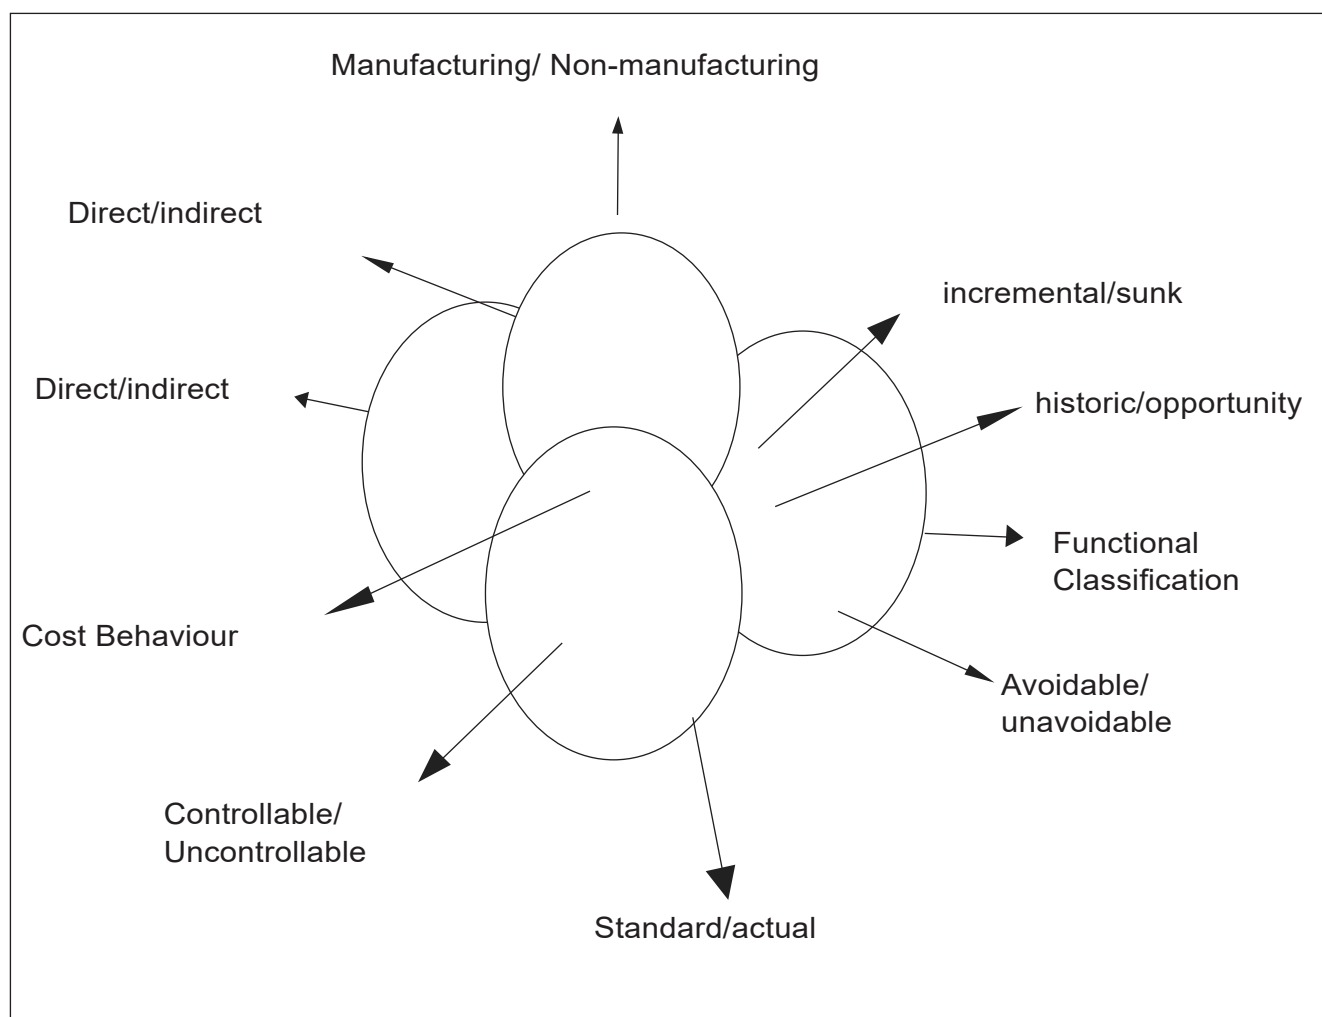 Manufacturing/ Non-manufacturing
Direct/indirect
incremental/sunk
Direct/indirect
historic/opportunity
Functional
Classification
Cost Behaviour
Avoidable/
unavoidable
Controllable/
Uncontrollable
Standard/actual